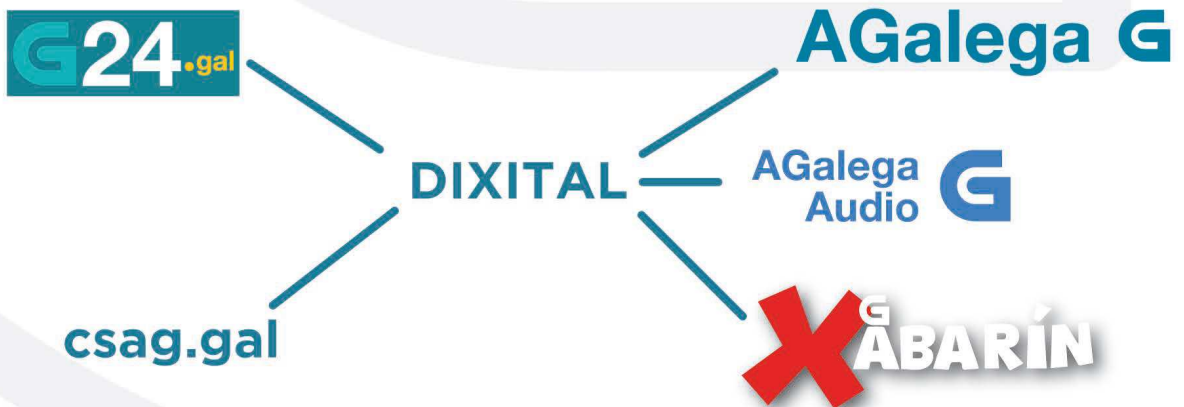 G24.gal
AGalega G
DIXITAL
AGalega
Audio G
csag.gal
XABARÍN
G